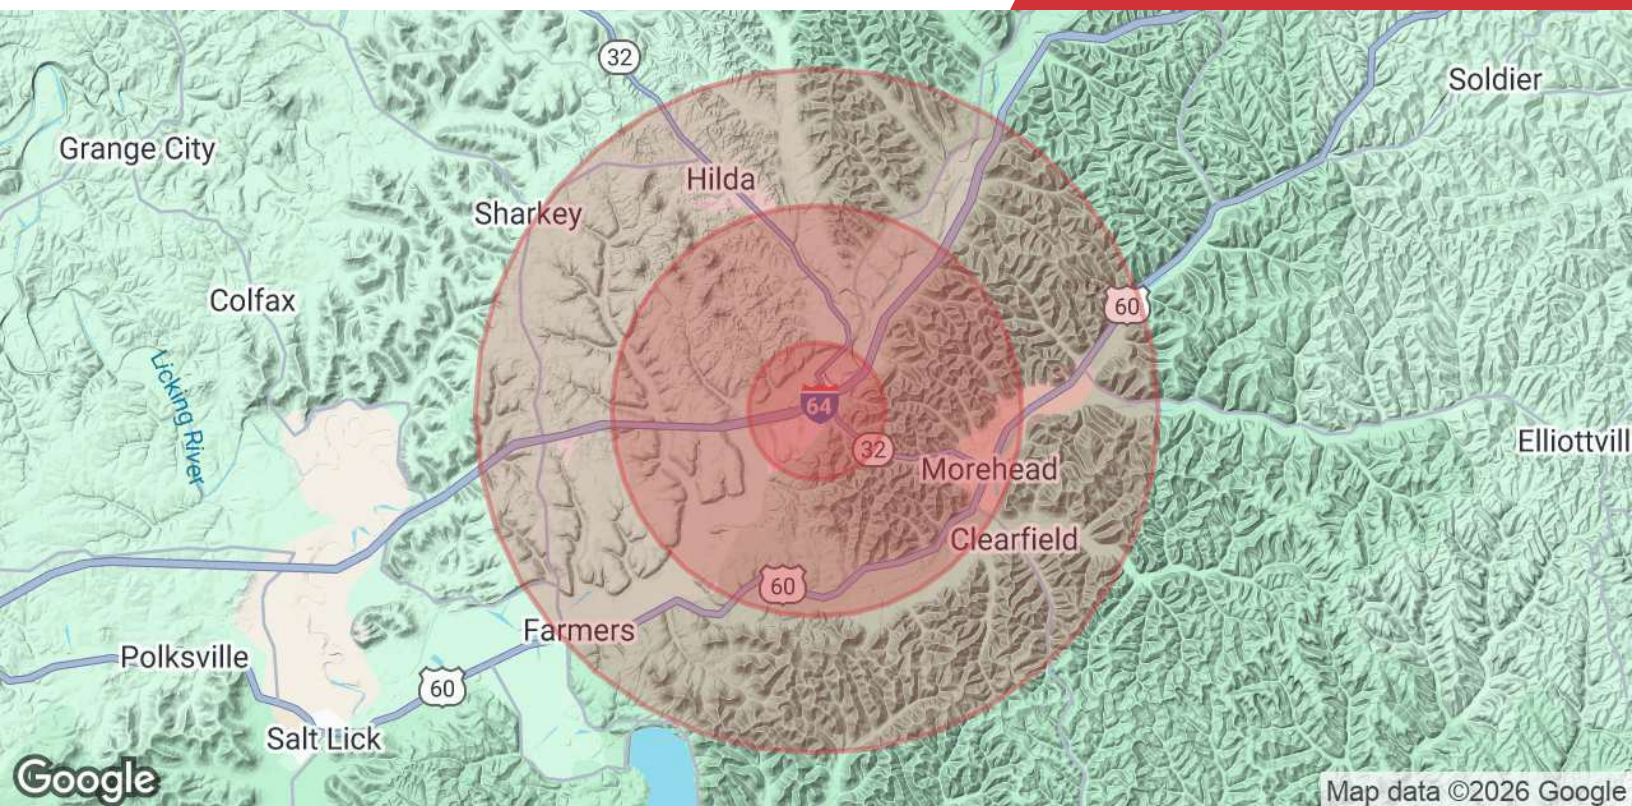 32
Soldier
Grange City
Hilda
Sharkey
Colfax
60
Licking River
64
32
Elliottvill
Morehead
Clearfield
60
Farmers
Polksville
60
Salt Lick
Google
Map data ©2026 Google